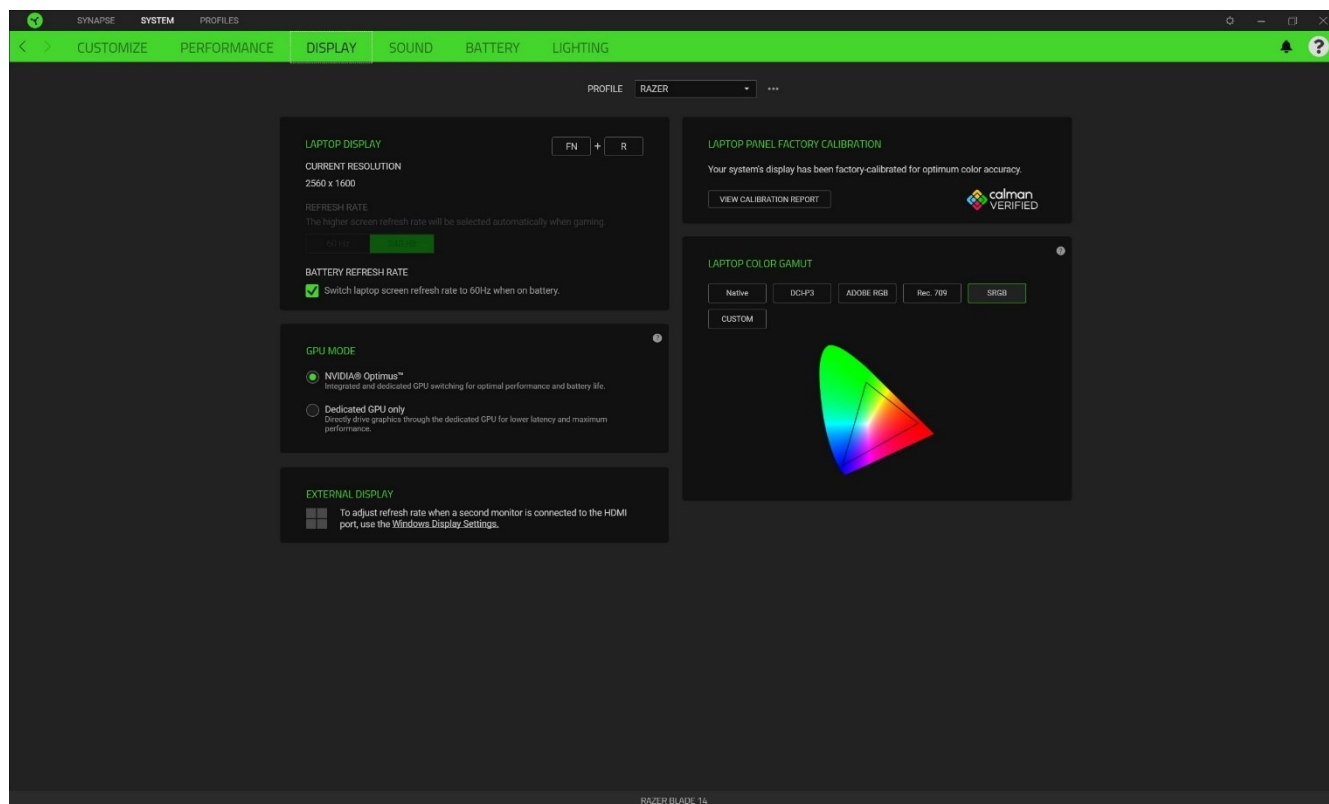 SYNAPSE SYSTEM PROFILES
CUSTOMIZE PERFORMANCE DISPLAY SOUND BATTERY LIGHTING
?
PROFILE RAZER
LAPTOP DISPLAY
FN + R
CURRENT RESOLUTION
2560 x 1600
REFRESH RATE
The higher screen refresh rate will be selected automatically when gaming.
60 Hz 240 Hz
BATTERY REFRESH RATE
Switch laptop screen refresh rate to 60Hz when on battery.
GPU MODE
?
NVIDIA® Optimus™
Integrated and dedicated GPU switching for optimal performance and battery life.
Dedicated GPU only
Directly drive graphics through the dedicated GPU for lower latency and maximum
performance.
EXTERNAL DISPLAY
To adjust refresh rate when a second monitor is connected to the HDMI
port, use the Windows Display Settings.
LAPTOP PANEL FACTORY CALIBRATION
Your system's display has been factory-calibrated for optimum color accuracy.
VIEW CALIBRATION REPORT
calman
VERIFIED
?
LAPTOP COLOR GAMUT
Native DCI-P3 ADOBE RGB Rec. 709 SRGB
CUSTOM
RAZER BLADE 14